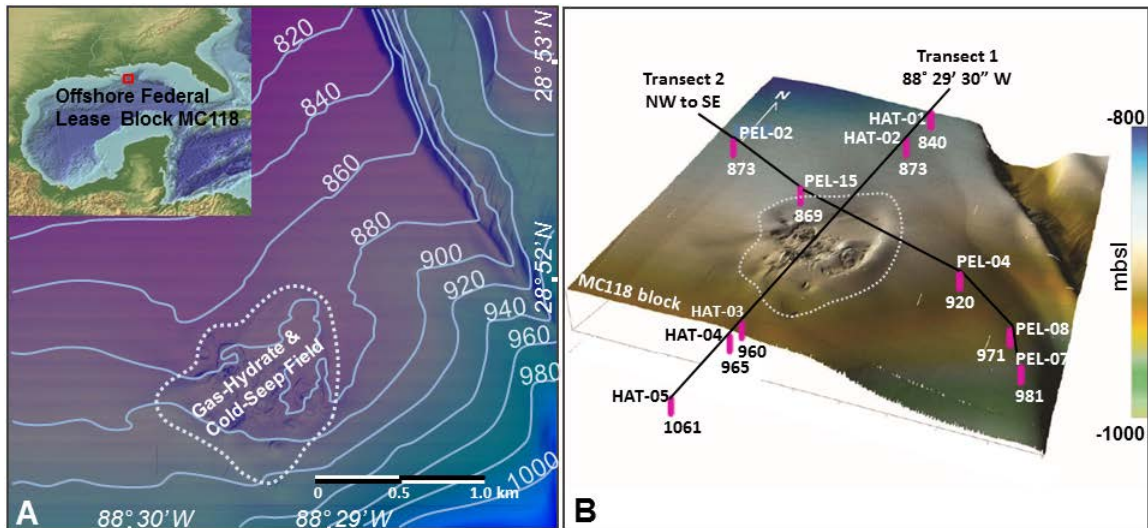 Offshore Federal
Lease Block MC118
820
840
860
880
900
920
940
960
980
1000
28° 53’N
28° 52’N
Gas-Hydrate &
Cold-Seep Field
0 0.5 1.0 km
A
88° 30’W 88° 29’W
Transect 1
88° 29’ 30” W
Transect 2
NW to SE
N
HAT-01
840
HAT-02
873
PEL-02
873
PEL-15
869
PEL-04
920
PEL-08
971
PEL-07
981
MC118 block
HAT-03
960
HAT-04
965
HAT-05
1061
-800
mbsl
-1000
B